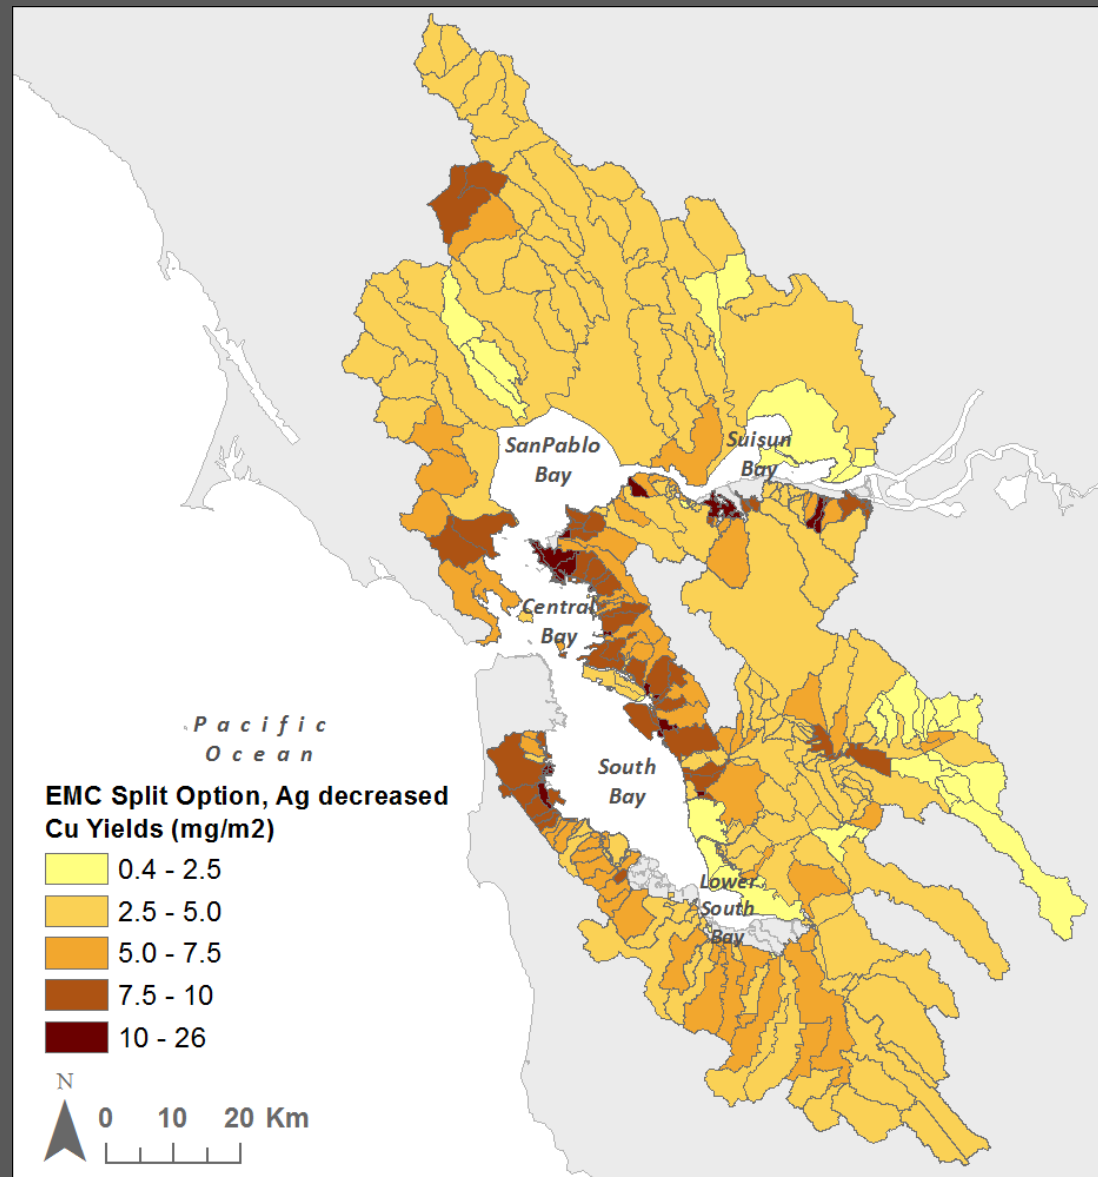 SanPablo
Bay
Suisun
Bay
Central
Bay
Pacific
Ocean
South
Bay
Lower
South
Bay
EMC Split Option, Ag decreased
Cu Yields (mg/m2)
0.4 - 2.5
2.5 - 5.0
5.0 - 7.5
7.5 - 10
10 - 26
N
0 10 20 Km